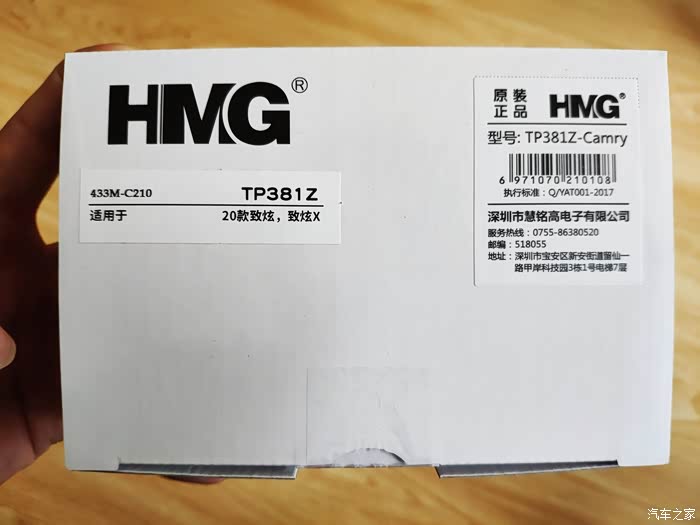 HMG®
433M-C210 TP381Z
适用于 20款致炫，致炫X
原装
正品
HMG®
型号: TP381Z-Camry
6 971070 210108
执行标准: Q/YAT001-2017
深圳市慧铭高电子有限公司
服务热线: 0755-86380520
邮编: 518055
地址: 深圳市宝安区新安街道留仙一
路甲岸科技园3栋1号电梯7层
汽车之家